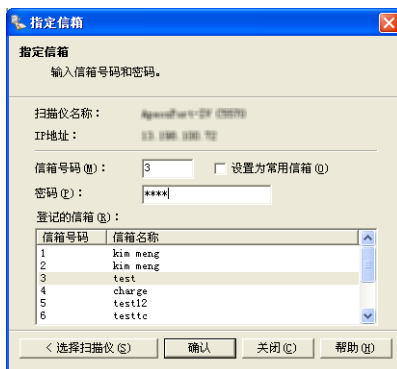 指定信箱
指定信箱
输入信箱号码和密码。
扫描仪名称：
IP地址：
信箱号码(M)： 3 设置为常用信箱(O)
密码(P)： ****
登记的信箱(R)：
信箱号码 信箱名称
1 kim meng
2 kim meng
3 test
4 charge
5 test12
6 testtc
< 选择扫描仪(S) 确认 关闭(C) 帮助(H)